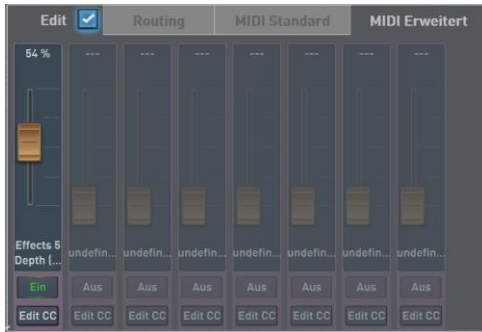 Edit Routing MIDI Standard MIDI Erweitert
54 % --- --- --- --- --- --- ---
Effects 5 undefin... undefin... undefin... undefin... undefin... undefin... undefin...
Depth (...
Ein Aus Aus Aus Aus Aus Aus Aus
Edit CC Edit CC Edit CC Edit CC Edit CC Edit CC Edit CC Edit CC